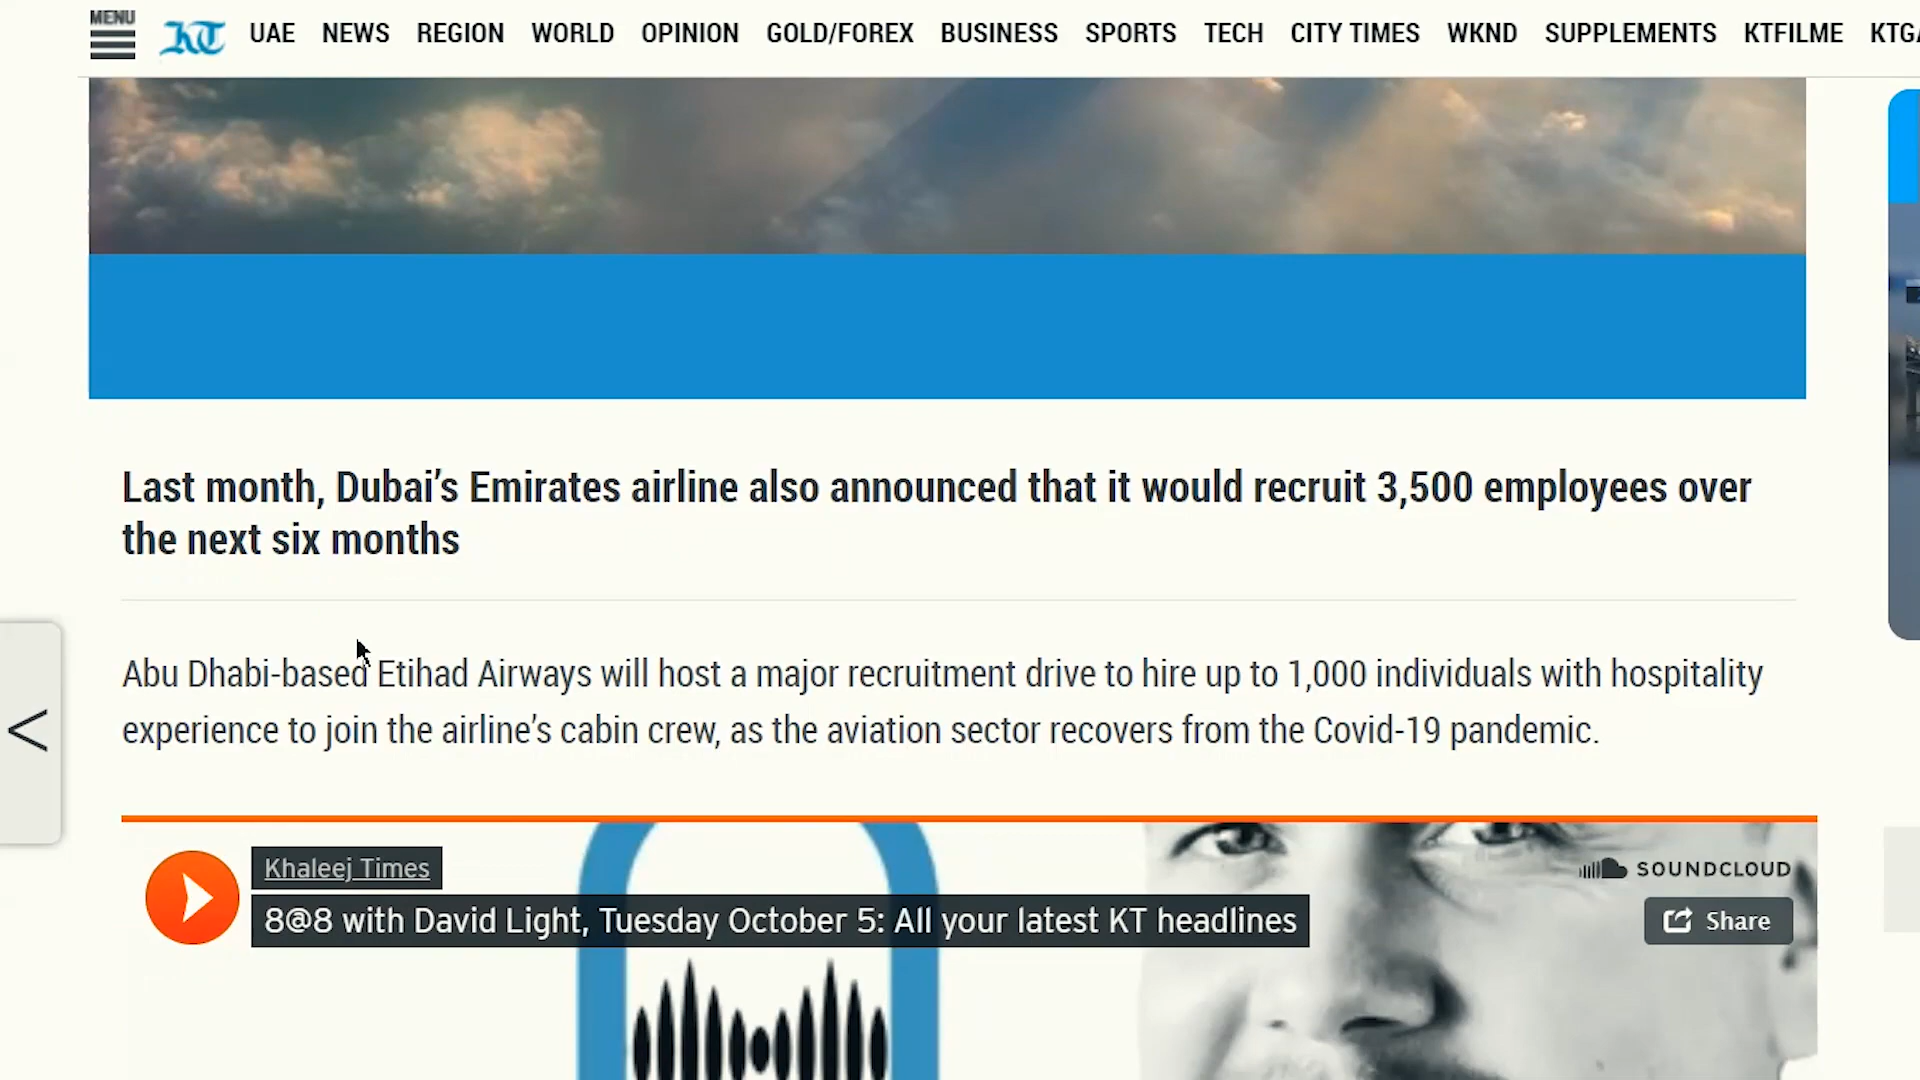 MENU
KT UAE NEWS REGION WORLD OPINION GOLD/FOREX BUSINESS SPORTS TECH CITY TIMES WKND SUPPLEMENTS KTFILME
Last month, Dubai’s Emirates airline also announced that it would recruit 3,500 employees over
the next six months
Abu Dhabi-based Etihad Airways will host a major recruitment drive to hire up to 1,000 individuals with hospitality
experience to join the airline’s cabin crew, as the aviation sector recovers from the Covid-19 pandemic.
Khaleej Times
SOUNDCLOUD
8@8 with David Light, Tuesday October 5: All your latest KT headlines
Share